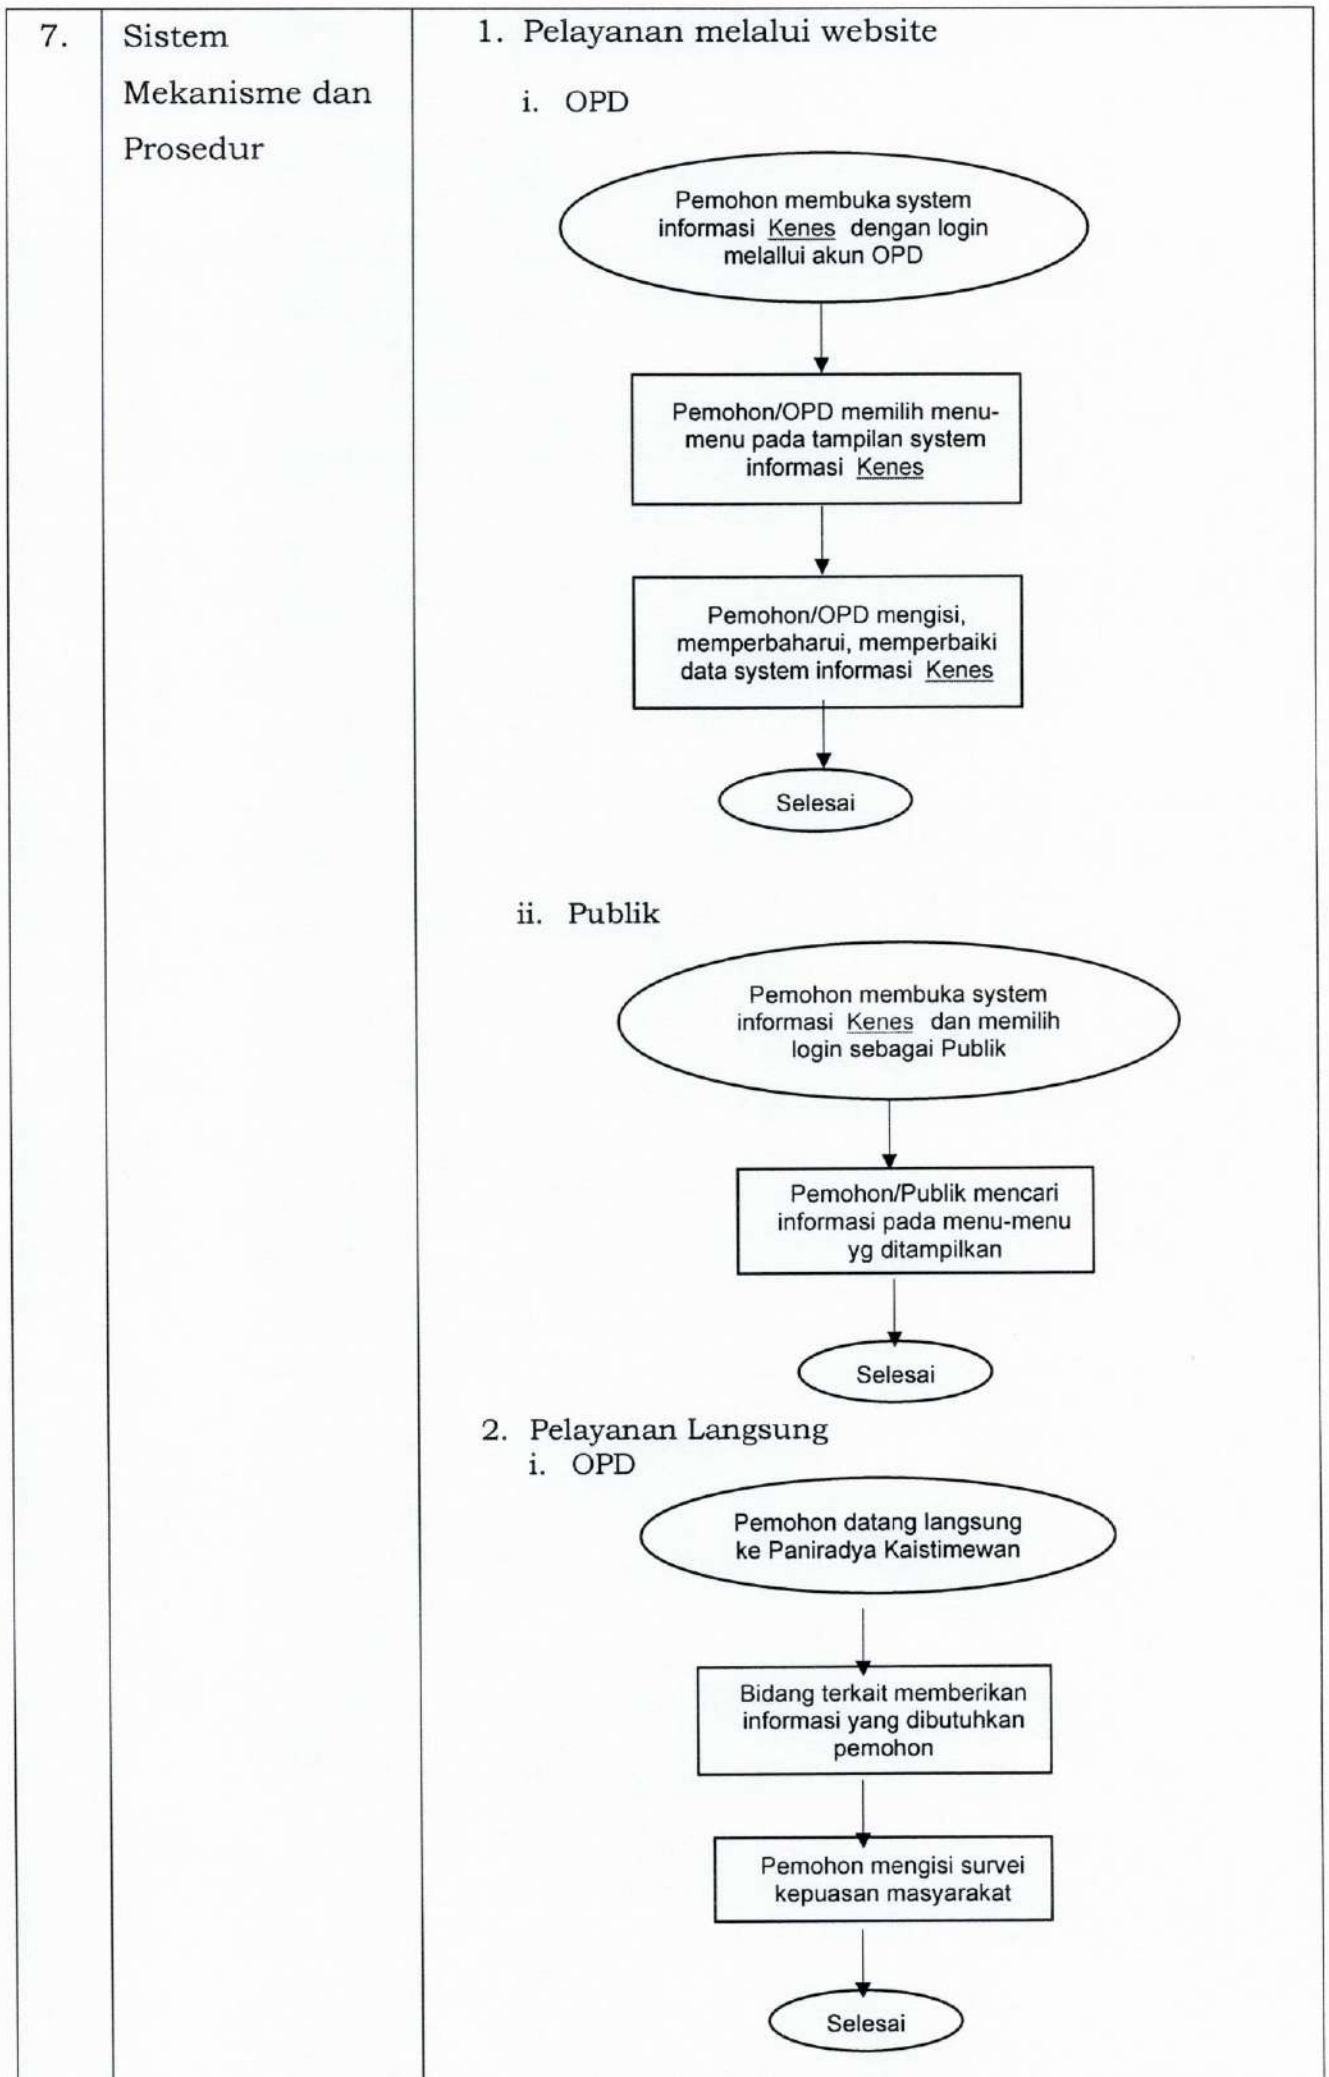 7.
Sistem
Mekanisme dan
Prosedur
1. Pelayanan melalui website
i. OPD
Pemohon membuka system
informasi Kenes dengan login
melallui akun OPD
Pemohon/OPD memilih menu-
menu pada tampilan system
informasi Kenes
Pemohon/OPD mengisi,
memperbaharui, memperbaiki
data system informasi Kenes
Selesai
ii. Publik
Pemohon membuka system
informasi Kenes dan memilih
login sebagai Publik
Pemohon/Publik mencari
informasi pada menu-menu
yg ditampilkan
Selesai
2. Pelayanan Langsung
i. OPD
Pemohon datang langsung
ke Paniradya Kaistimewan
Bidang terkait memberikan
informasi yang dibutuhkan
pemohon
Pemohon mengisi survei
kepuasan masyarakat
Selesai